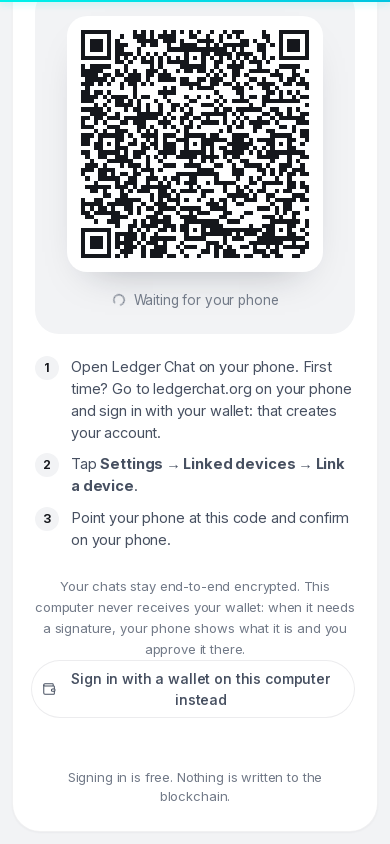 Waiting for your phone
1 Open Ledger Chat on your phone. First
time? Go to ledgerchat.org on your phone
and sign in with your wallet: that creates
your account.
2 Tap Settings → Linked devices → Link
a device.
3 Point your phone at this code and confirm
on your phone.
Your chats stay end-to-end encrypted. This
computer never receives your wallet: when it needs
a signature, your phone shows what it is and you
approve it there.
Sign in with a wallet on this computer
instead
Signing in is free. Nothing is written to the
blockchain.